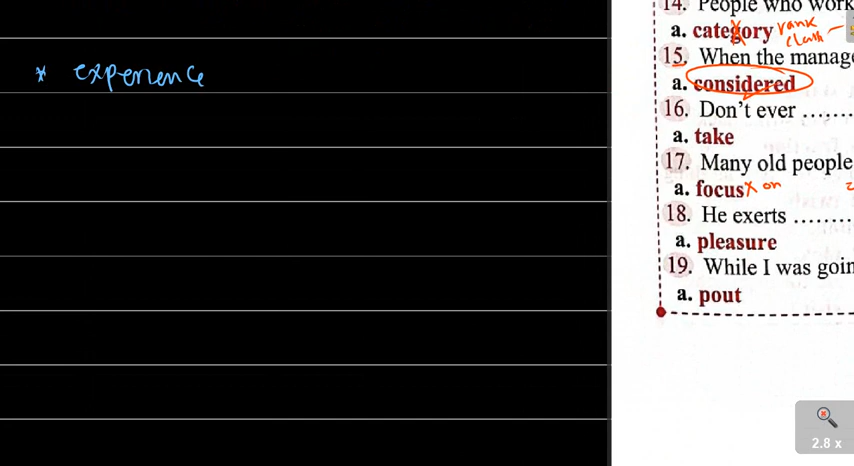 * experience
14. People who work
a. category rank
class
15. When the manage
a. considered
16. Don't ever .......
a. take
17. Many old people
a. focus x on
18. He exerts ........
a. pleasure
19. While I was goin
a. pout
2.8 x